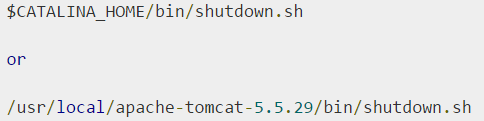 $CATALINA_HOME/bin/shutdown.sh
or
/usr/local/apache-tomcat-5.5.29/bin/shutdown.sh